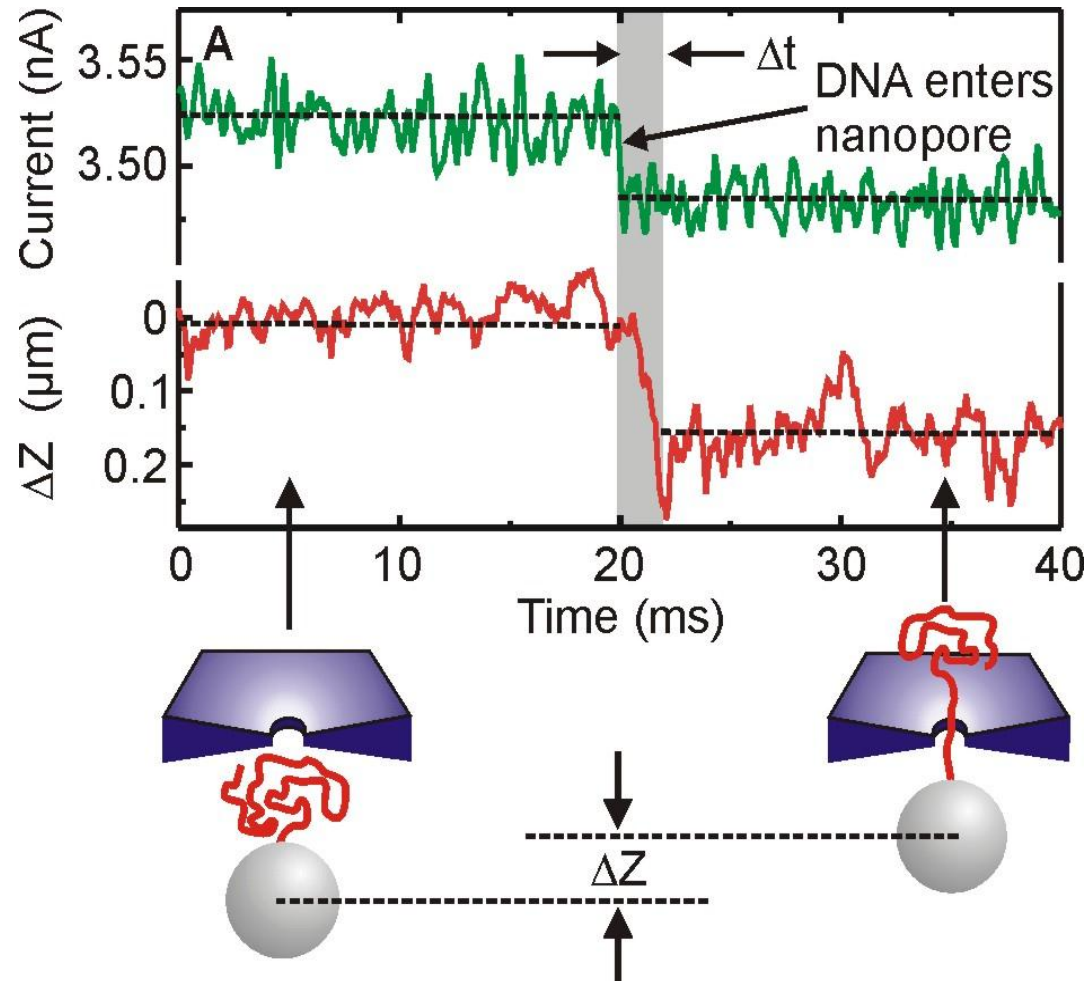 A
Current (nA)
3.55
3.50
Δt
DNA enters
nanopore
ΔZ (μm)
0
0.1
0.2
0 10 20 30 40
Time (ms)
ΔZ